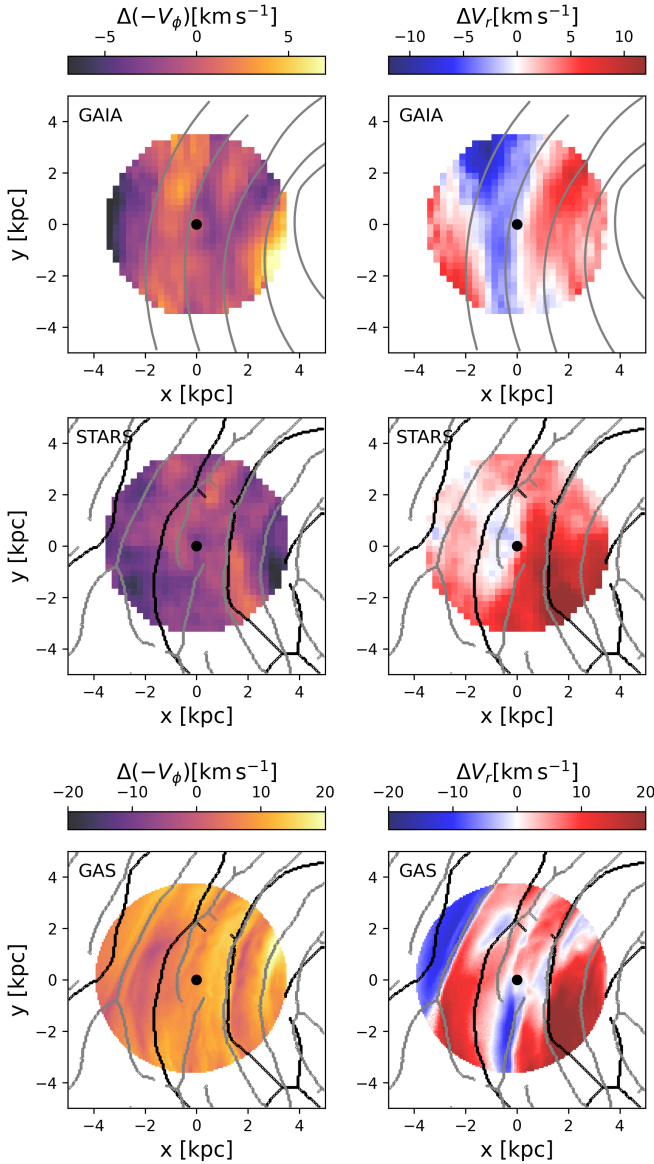 Δ(−V_ϕ)[km s⁻¹] ΔV_r[km s⁻¹]
−5 0 5 −10 −5 0 5 10
GAIA GAIA
4 4
2 2
y [kpc] 0 0
−2 −2
−4 −4
−4 −2 0 2 4 −4 −2 0 2 4
x [kpc] x [kpc]
STARS STARS
4 4
2 2
y [kpc] 0 0
−2 −2
−4 −4
−4 −2 0 2 4 −4 −2 0 2 4
x [kpc] x [kpc]
Δ(−V_ϕ)[km s⁻¹] ΔV_r[km s⁻¹]
−20 −10 0 10 20 −20 −10 0 10 20
GAS GAS
4 4
2 2
y [kpc] 0 0
−2 −2
−4 −4
−4 −2 0 2 4 −4 −2 0 2 4
x [kpc] x [kpc]